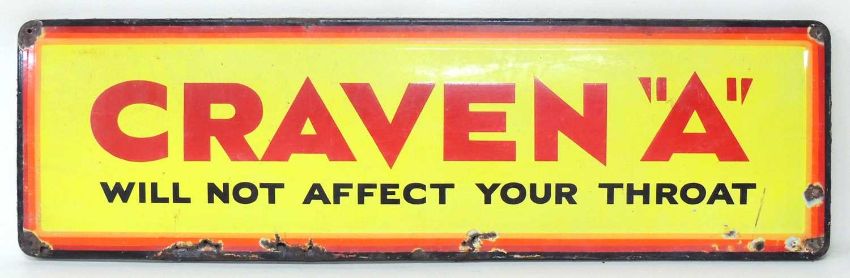 CRAVEN "A"
WILL NOT AFFECT YOUR THROAT